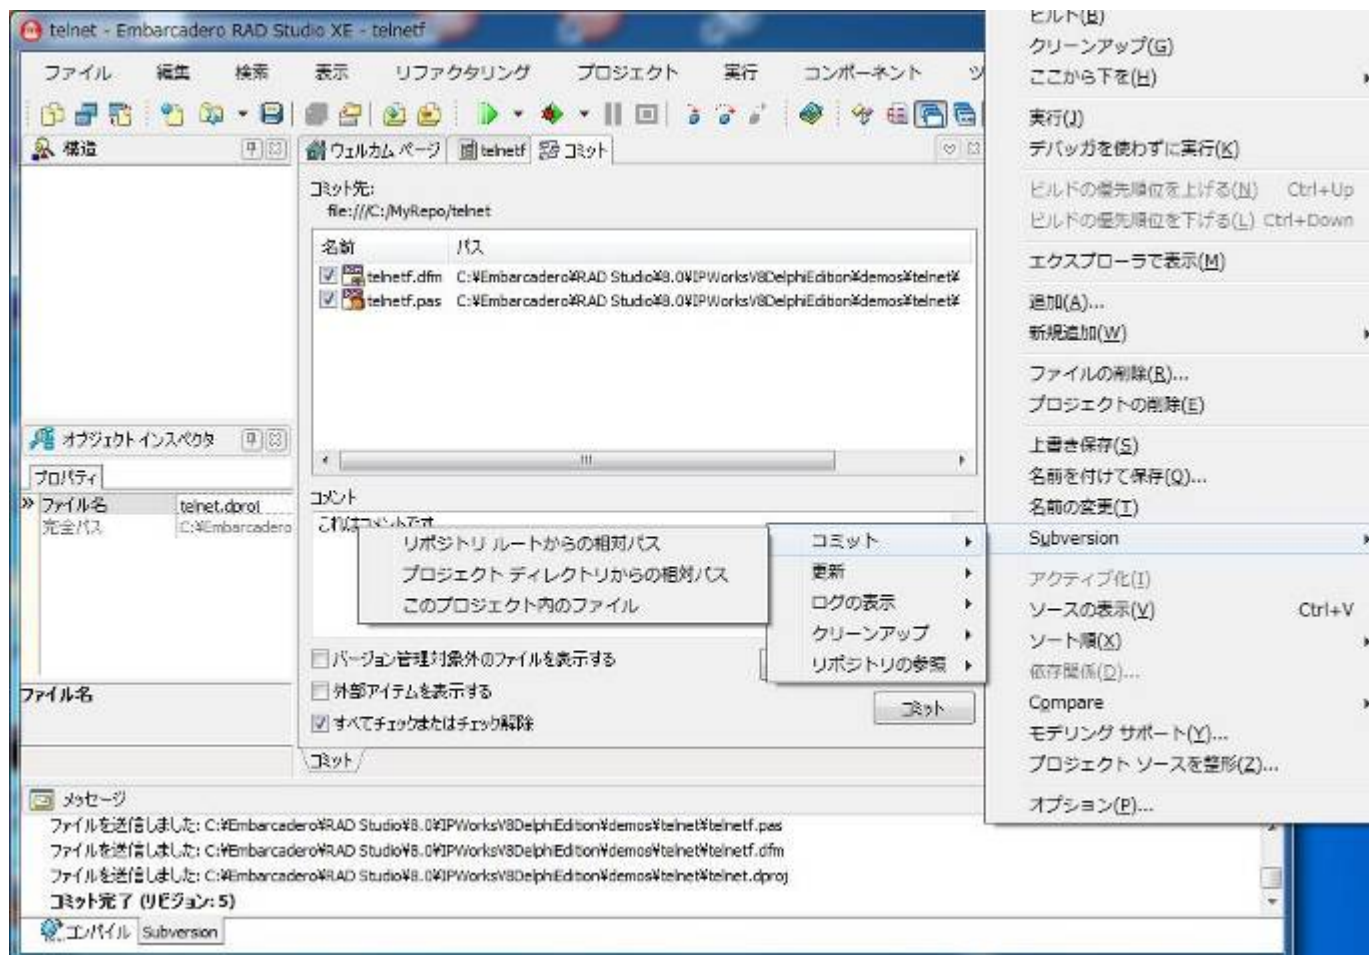 telnet - Embarcadero RAD Studio XE - telnetf
ファイル 編集 検索 表示 リファクタリング プロジェクト 実行 コンポーネント ツ
構造
ウェルカム ページ telnetf コミット
コミット先:
file:///C:/MyRepo/telnet
名前 パス
telnetf.dfm C:¥Embarcadero¥RAD Studio¥8.0¥IPWorksV8DelphiEdition¥demos¥telnet¥
telnetf.pas C:¥Embarcadero¥RAD Studio¥8.0¥IPWorksV8DelphiEdition¥demos¥telnet¥
オブジェクト インスペクタ
プロパティ
ファイル名 telnet.dproj
完全パス C:¥Embarcadero
ファイル名
コメント
これはコメントです
リポジトリ ルートからの相対パス
プロジェクト ディレクトリからの相対パス
このプロジェクト内のファイル
コミット
更新
ログの表示
クリーンアップ
リポジトリの参照
バージョン管理対象外のファイルを表示する
外部アイテムを表示する
すべてチェックまたはチェック解除
コミット
コミット
ビルド(B)
クリーンアップ(G)
ここから下を(H)
実行(J)
デバッガを使わずに実行(K)
ビルドの優先順位を上げる(N) Ctrl+Up
ビルドの優先順位を下げる(L) Ctrl+Down
エクスプローラで表示(M)
追加(A)...
新規追加(W)
ファイルの削除(R)...
プロジェクトの削除(E)
上書き保存(S)
名前を付けて保存(Q)...
名前の変更(T)
Subversion
アクティブ化(I)
ソースの表示(V) Ctrl+V
ソート順(X)
依存関係(D)...
Compare
モデリング サポート(Y)...
プロジェクト ソースを整形(Z)...
オプション(P)...
メッセージ
ファイルを送信しました: C:¥Embarcadero¥RAD Studio¥8.0¥IPWorksV8DelphiEdition¥demos¥telnet¥telnetf.pas
ファイルを送信しました: C:¥Embarcadero¥RAD Studio¥8.0¥IPWorksV8DelphiEdition¥demos¥telnet¥telnetf.dfm
ファイルを送信しました: C:¥Embarcadero¥RAD Studio¥8.0¥IPWorksV8DelphiEdition¥demos¥telnet¥telnet.dproj
コミット完了 (リビジョン: 5)
コンパイル Subversion